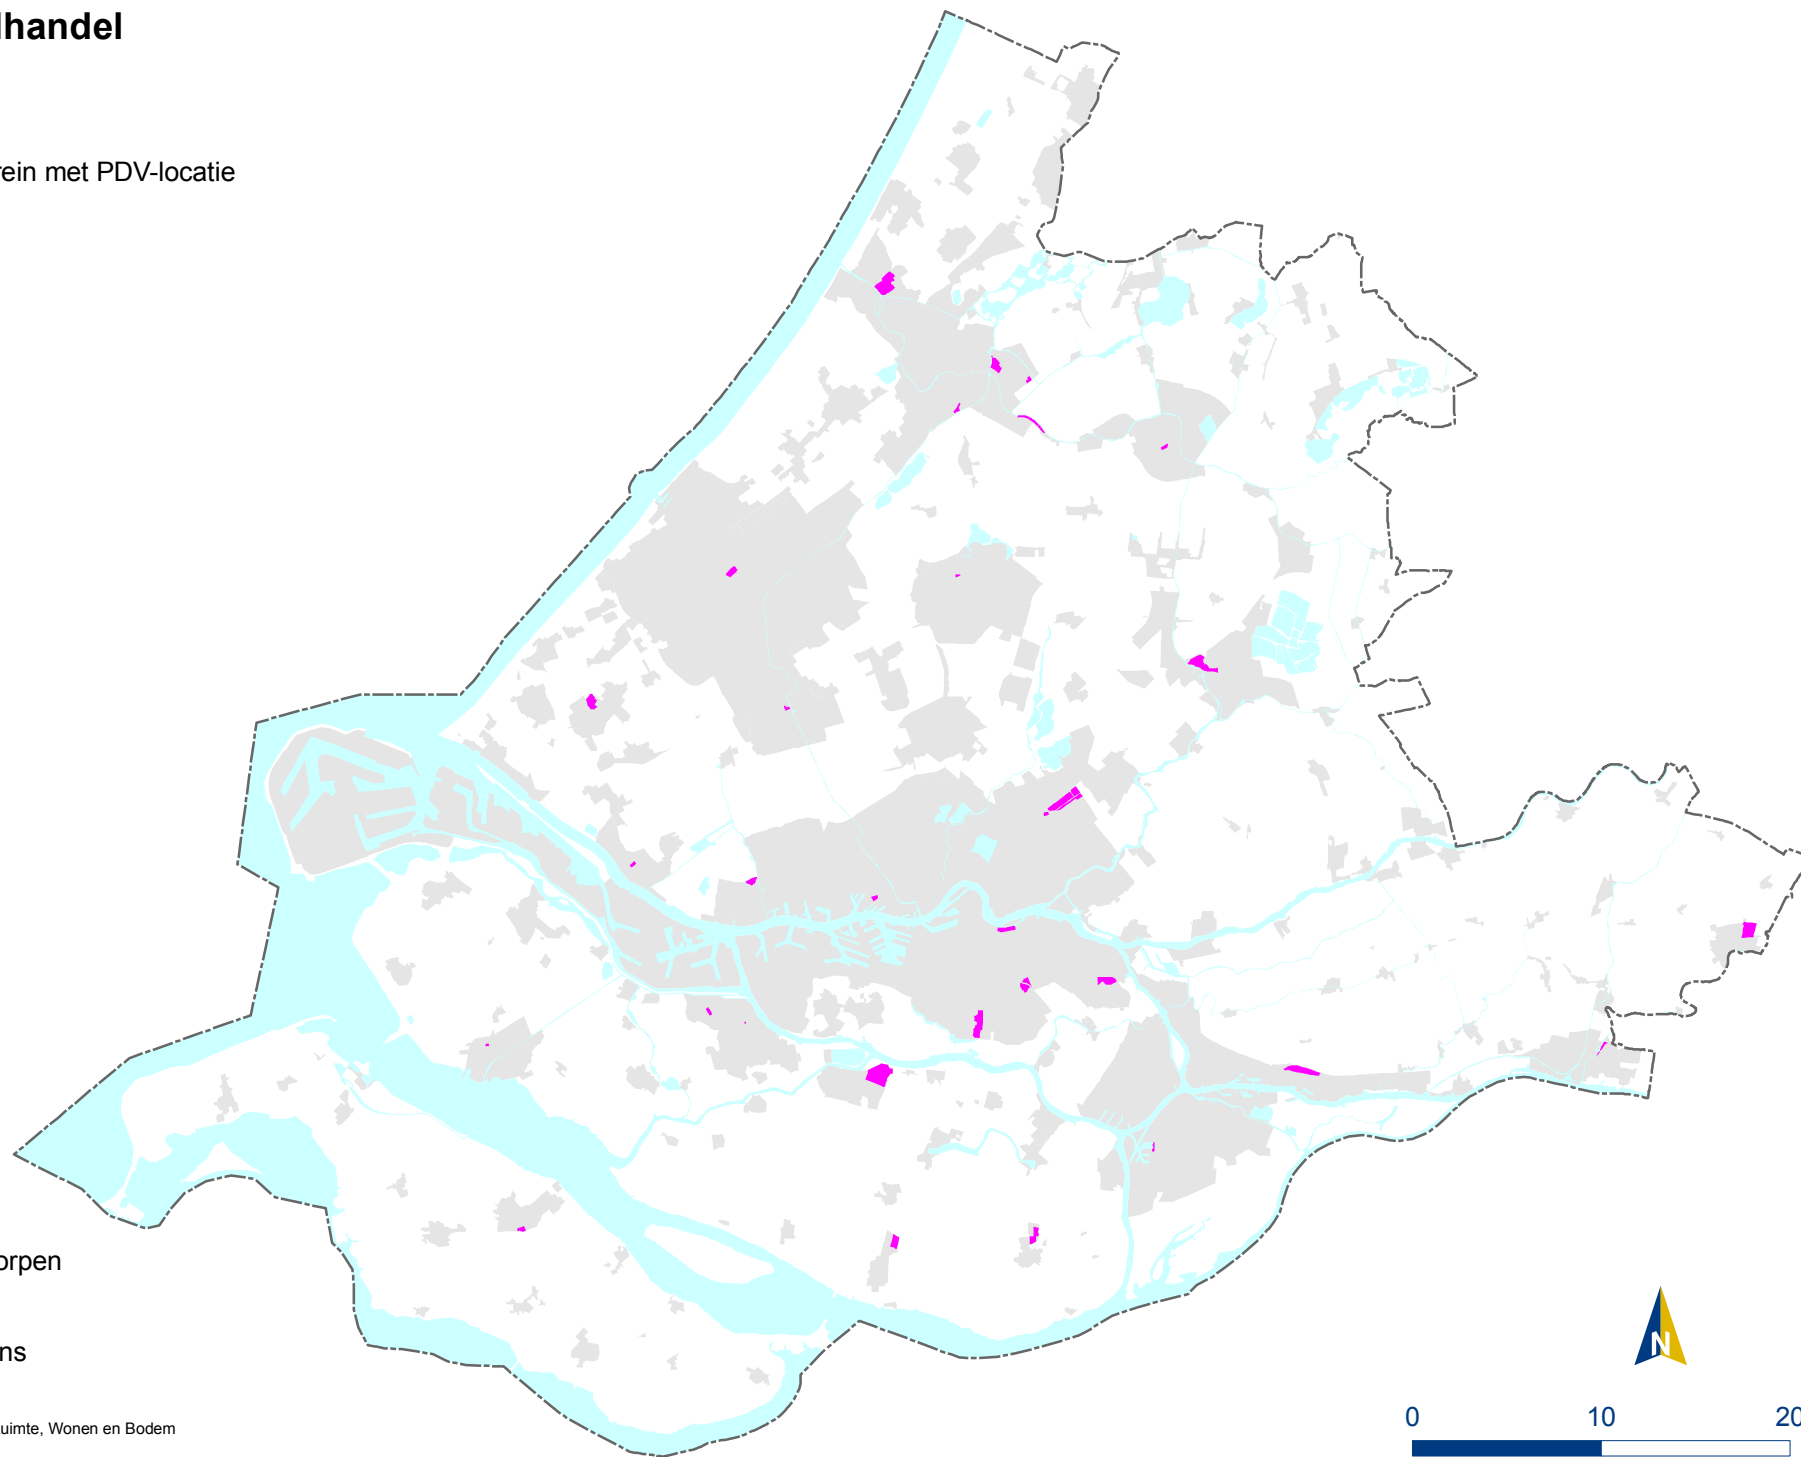 lhandel
rein met PDV-locatie
orpen
ns
uimte, Wonen en Bodem
N
0 10 20